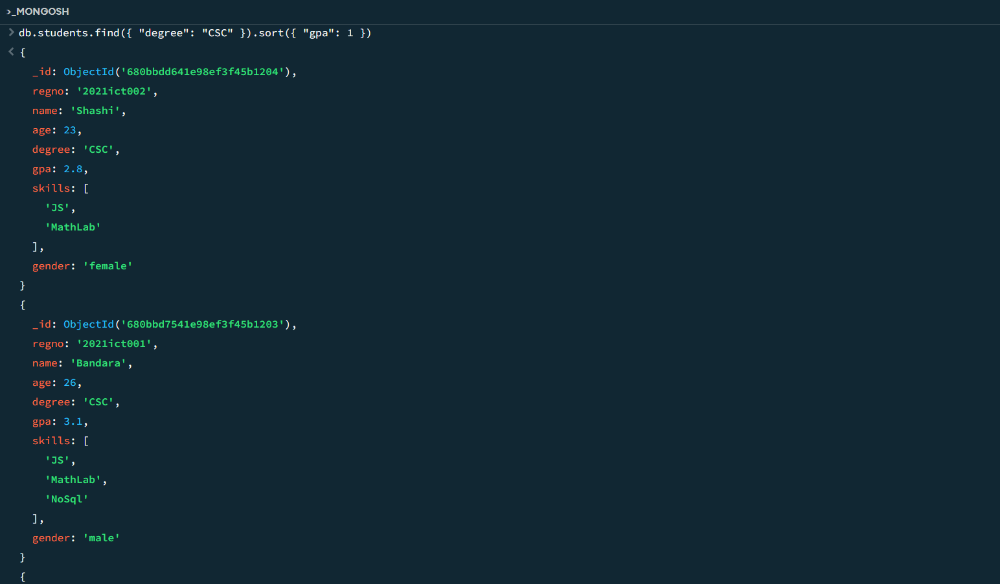 >_MONGOSH
> db.students.find({ "degree": "CSC" }).sort({ "gpa": 1 })
< {
_id: ObjectId('680bbdd641e98ef3f45b1204'),
regno: '2021ict002',
name: 'Shashi',
age: 23,
degree: 'CSC',
gpa: 2.8,
skills: [
'JS',
'MathLab'
],
gender: 'female'
}
{
_id: ObjectId('680bbd7541e98ef3f45b1203'),
regno: '2021ict001',
name: 'Bandara',
age: 26,
degree: 'CSC',
gpa: 3.1,
skills: [
'JS',
'MathLab',
'NoSql'
],
gender: 'male'
}
{